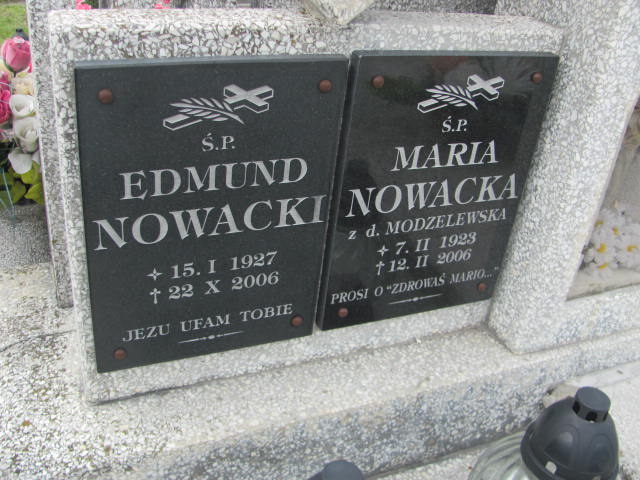 Ś.P.
EDMUND
NOWACKI
✧ 15. I 1927
† 22 X 2006
JEZU UFAM TOBIE
Ś.P.
MARIA
NOWACKA
z d. MODZELEWSKA
✧ 7. II 1923
† 12. II 2006
PROSI O "ZDROWAŚ MARIO..."